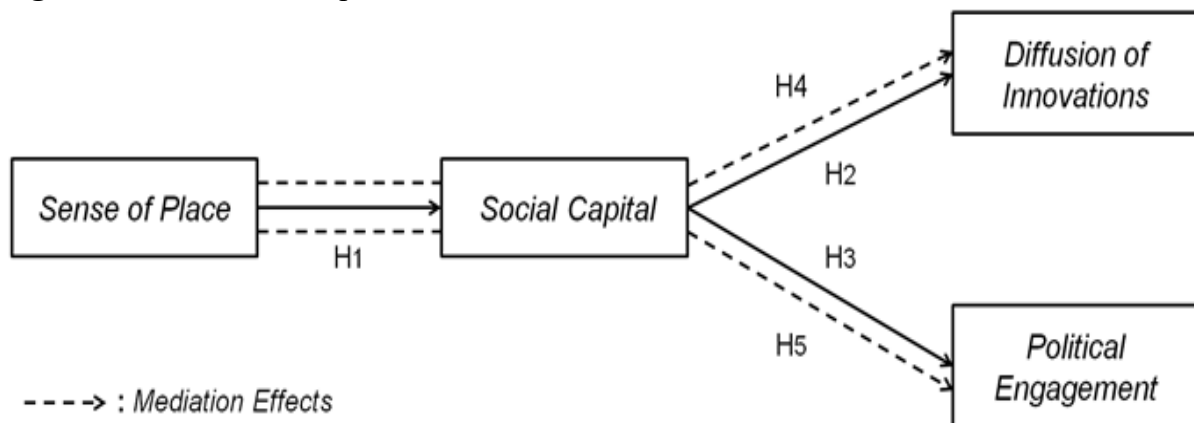 Diffusion of
Innovations
H4
H2
Sense of Place
Social Capital
H1
H3
H5
Political
Engagement
: Mediation Effects